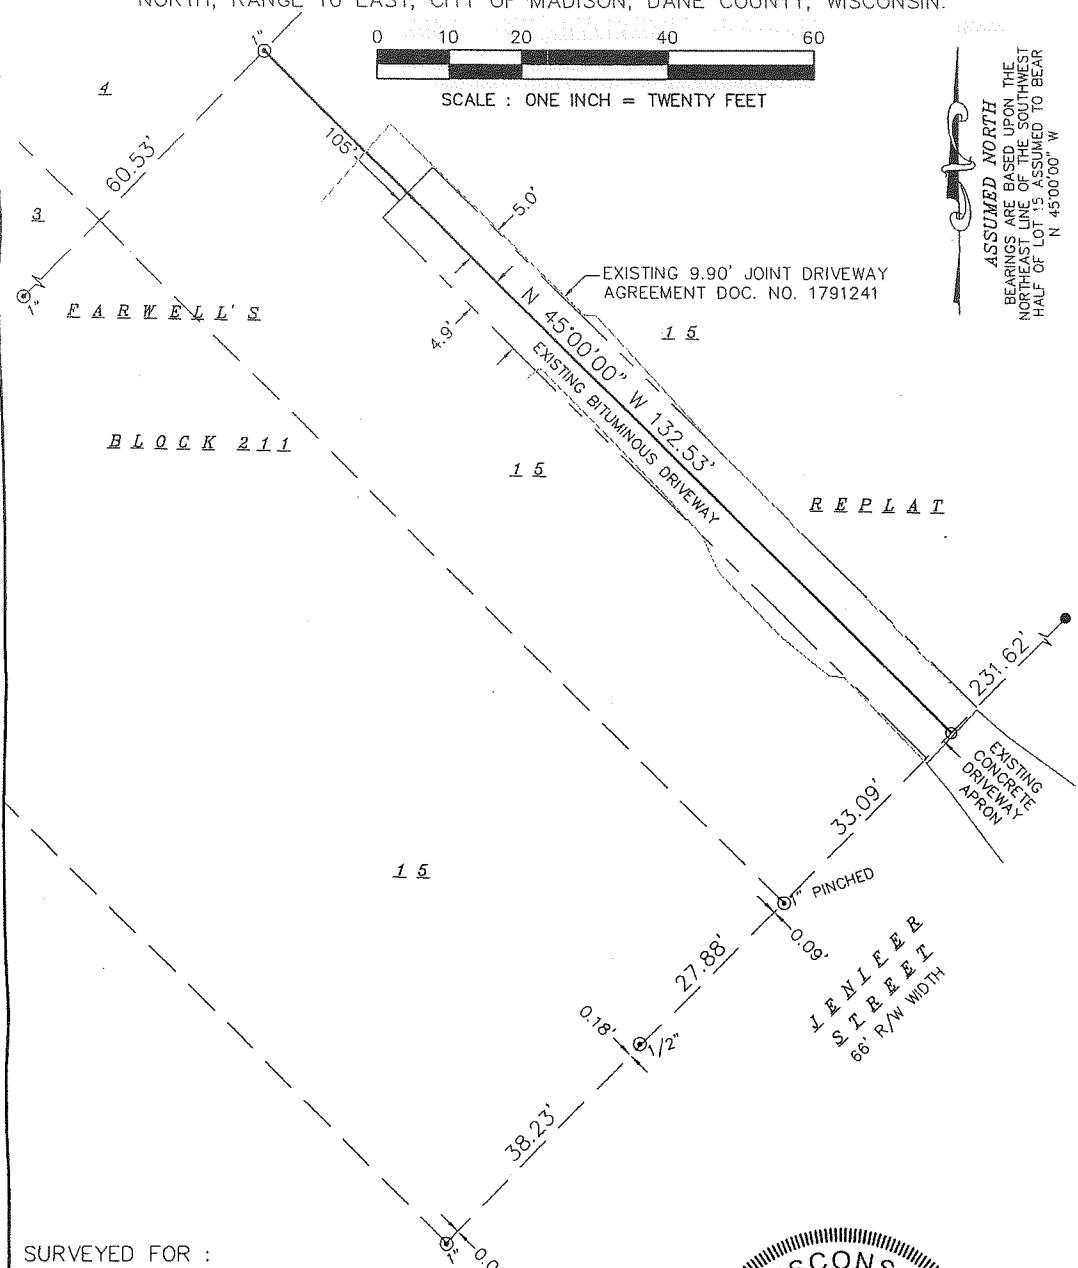 NORTH, RANGE 10 EAST, CITY OF MADISON, DANE COUNTY, WISCONSIN.
0 10 20 40 60
SCALE : ONE INCH = TWENTY FEET
ASSUMED NORTH
BEARINGS ARE BASED UPON THE
NORTHEAST LINE OF THE SOUTHWEST
HALF OF LOT 15 ASSUMED TO BEAR
N 45°00'00" W
1"
4
60.53'
105'
3
1"
5.0'
EXISTING 9.90' JOINT DRIVEWAY
AGREEMENT DOC. NO. 1791241
FARWELL'S
4.9'
N 45°00'00" W 132.53'
15
EXISTING BITUMINOUS DRIVEWAY
BLOCK 211
15
REPLAT
231.62'
EXISTING
CONCRETE
DRIVEWAY
APRON
33.09'
15
1" PINCHED
0.09'
27.88'
JENIFER
STREET
66' R/W WIDTH
0.18'
1/2"
38.23'
1"
SURVEYED FOR :